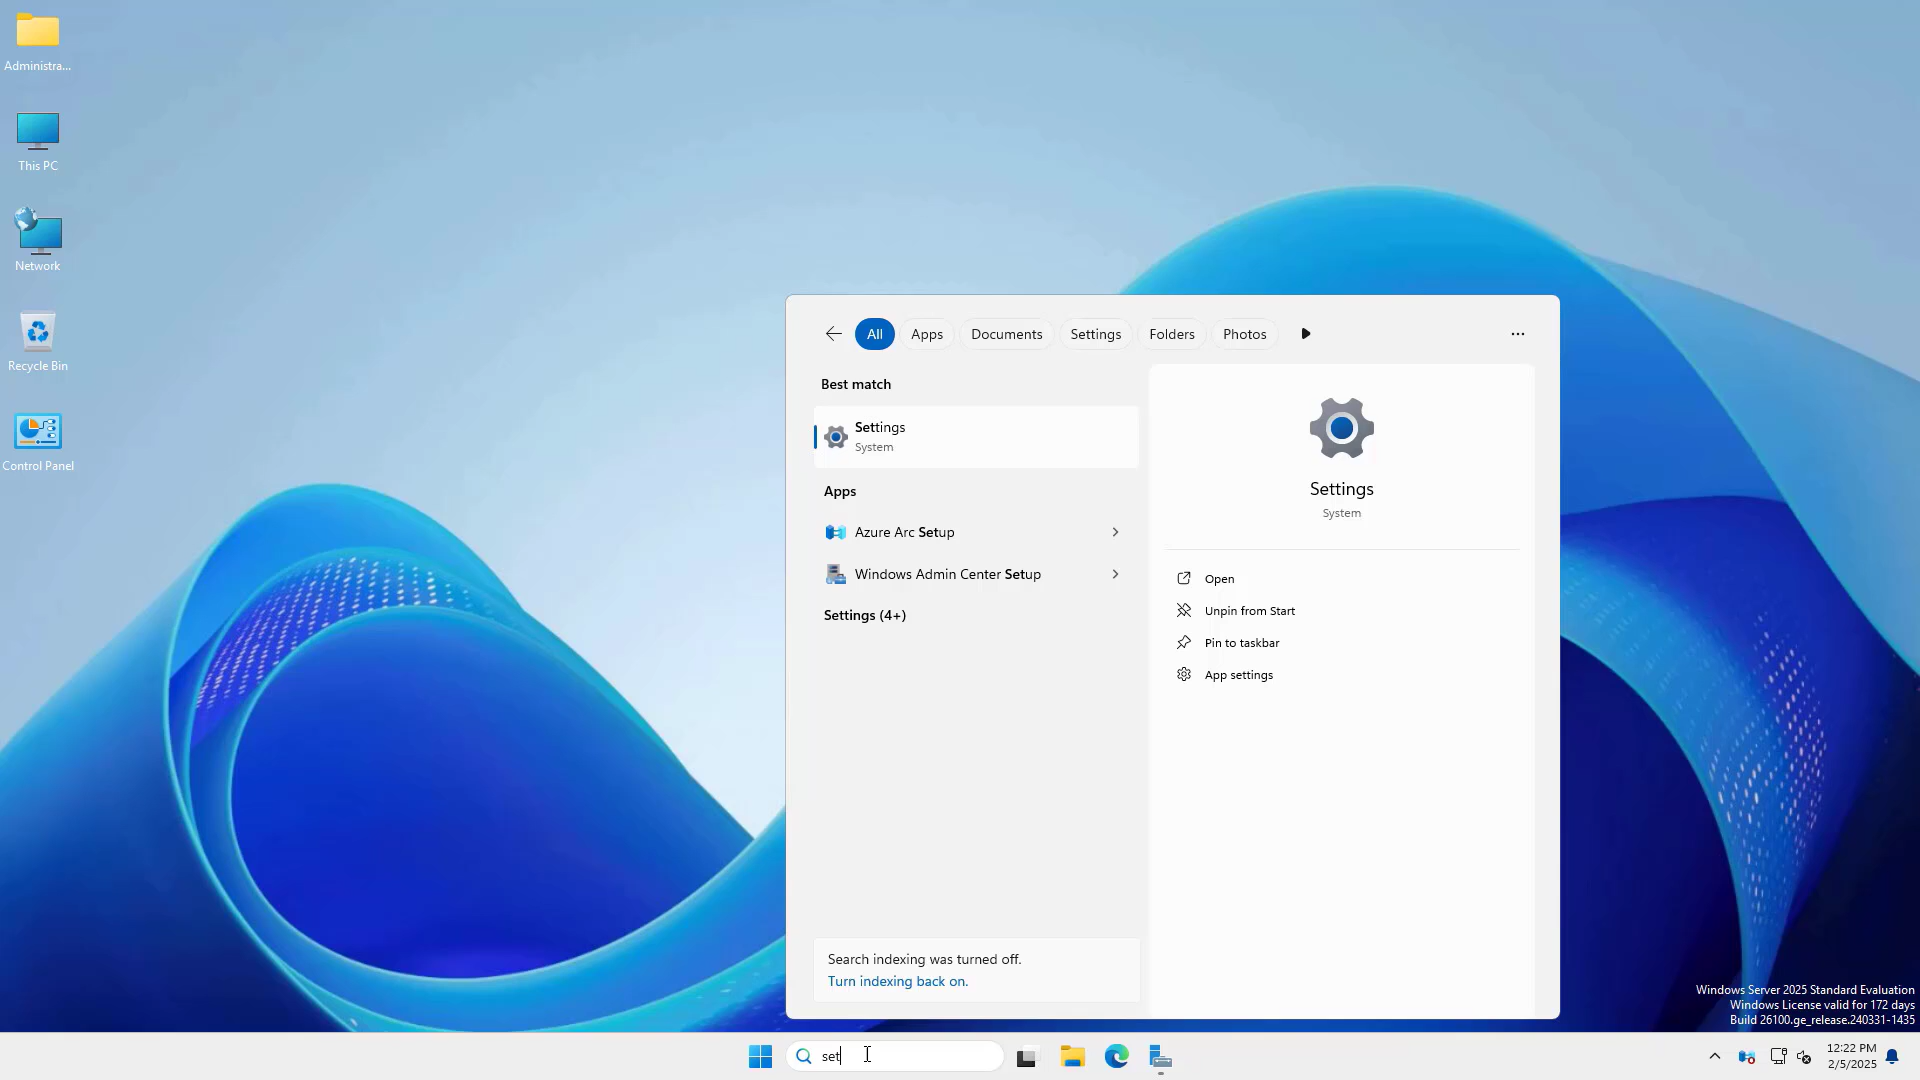 Administra...
This PC
Network
Recycle Bin
Control Panel
All
Apps
Documents
Settings
Folders
Photos
Best match
Settings
System
Apps
Azure Arc Setup
Windows Admin Center Setup
Settings (4+)
Search indexing was turned off.
Turn indexing back on.
Settings
System
Open
Unpin from Start
Pin to taskbar
App settings
Windows Server 2025 Standard Evaluation
Windows License valid for 172 days
Build 26100.ge_release.240331-1435
set
12:22 PM
2/5/2025